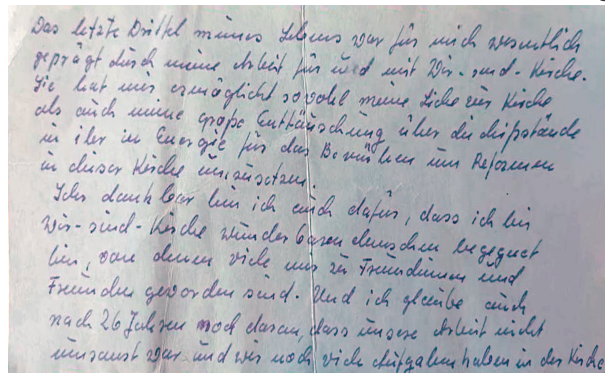 Das letzte Drittel meines Lebens war für mich wesentlich
geprägt durch meine Arbeit für und mit Wir-sind-Kirche.
Sie hat mir ermöglicht sowohl meine Liebe zur Kirche
als auch meine große Enttäuschung über die Mißstände
in ihr in Energie für das Bemühen um Reformen
in dieser Kirche umzusetzen.
Sehr dankbar bin ich auch dafür, dass ich bei
Wir-sind-Kirche wunderbaren Menschen begegnet
bin, von denen viele mir zu Freundinnen und
Freunden geworden sind. Und ich glaube auch
nach 26 Jahren noch daran, dass unsere Arbeit nicht
umsonst war und wir noch viele Aufgaben haben in der Kirche